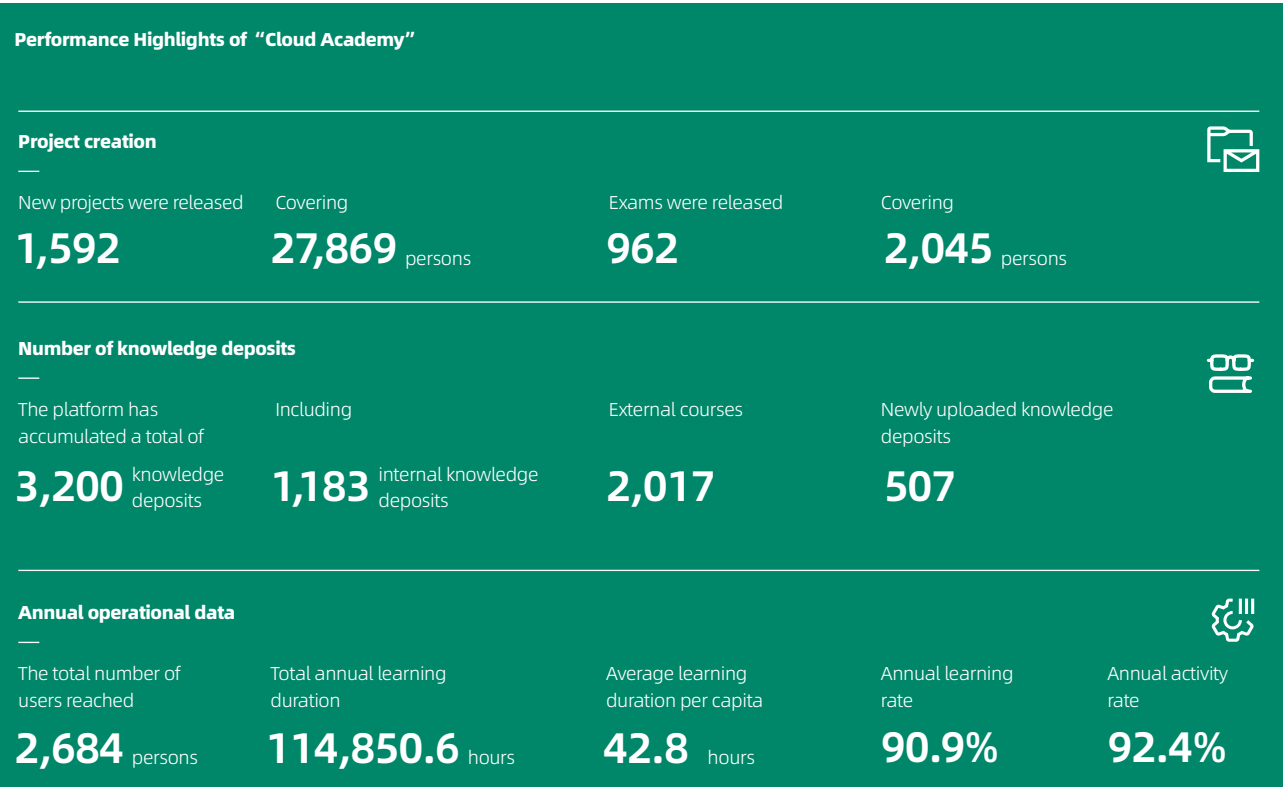 Performance Highlights of “Cloud Academy”
Project creation
New projects were released
1,592
Covering
27,869 persons
Exams were released
962
Covering
2,045 persons
Number of knowledge deposits
The platform has
accumulated a total of
3,200 knowledge
deposits
Including
1,183 internal knowledge
deposits
External courses
2,017
Newly uploaded knowledge
deposits
507
Annual operational data
The total number of
users reached
2,684 persons
Total annual learning
duration
114,850.6 hours
Average learning
duration per capita
42.8 hours
Annual learning
rate
90.9%
Annual activity
rate
92.4%